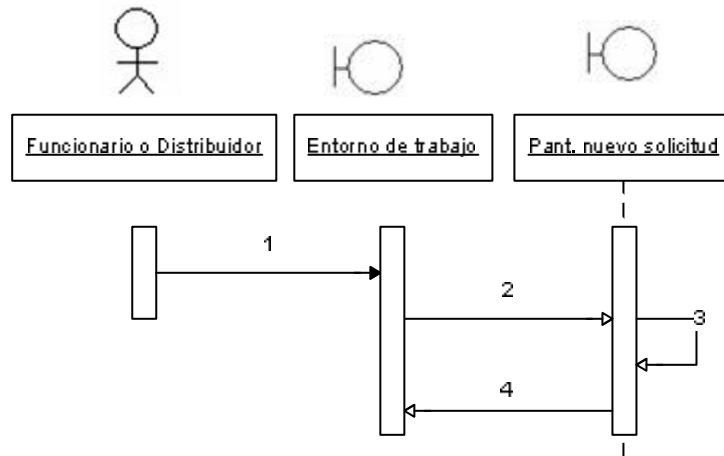 Funcionario o Distribuidor
Entorno de trabajo
Pant. nuevo solicitud
1
2
3
4